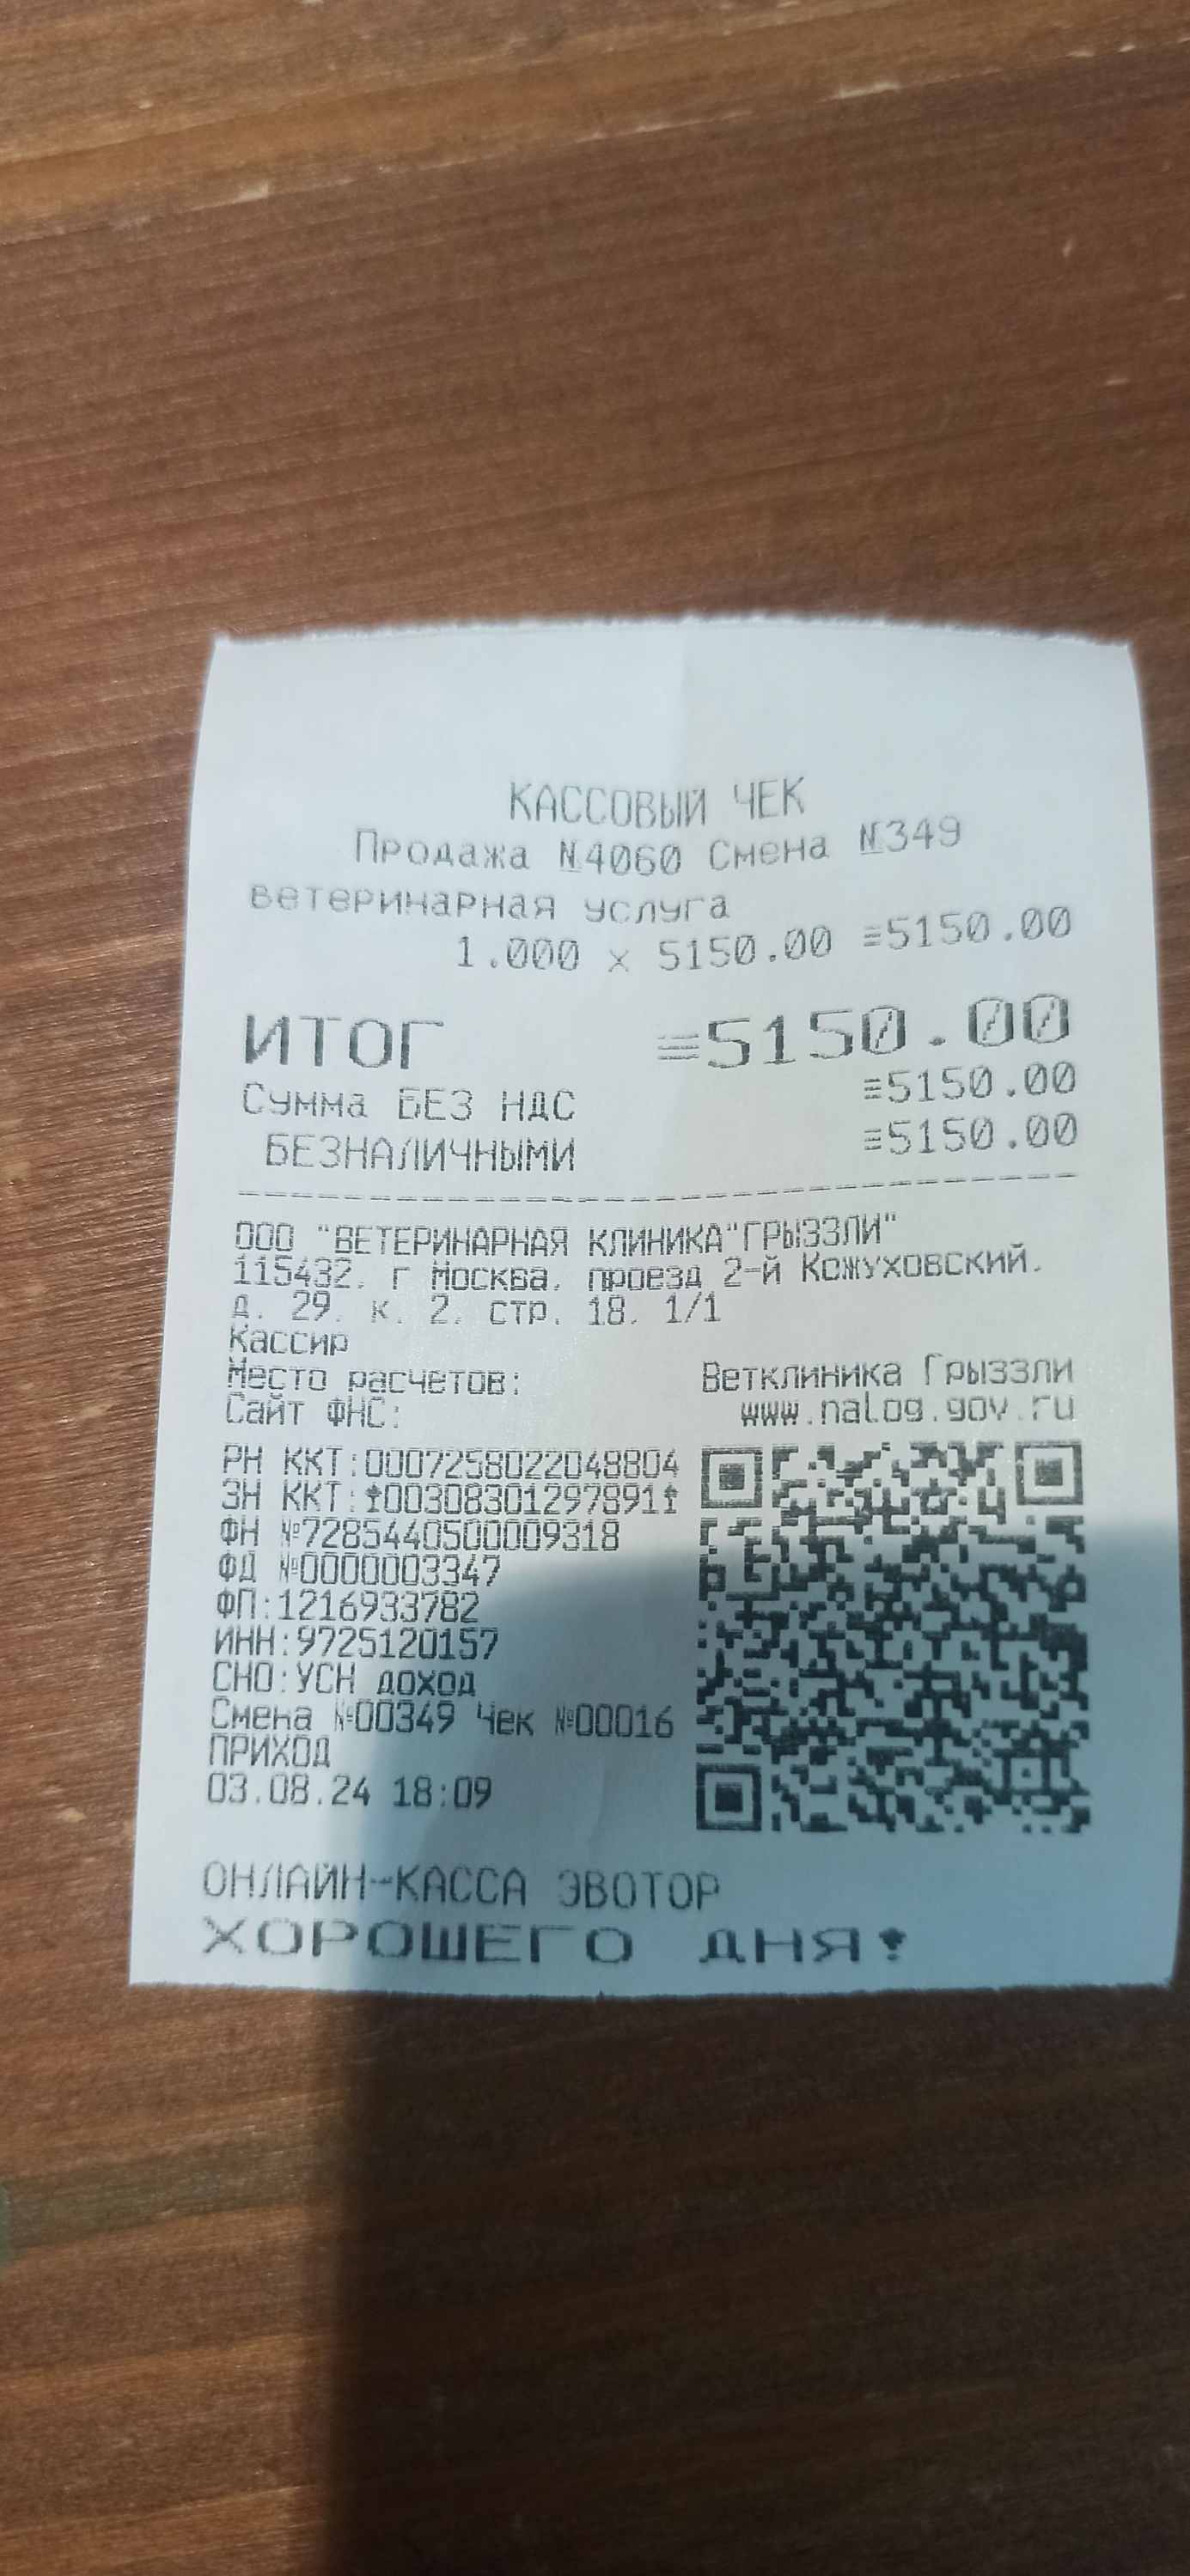 КАССОВЫЙ ЧЕК
Продажа №4060 Смена №349
ветеринарная услуга
1.000 x 5150.00 ≡5150.00
ИТОГ ≡5150.00
Сумма БЕЗ НДС ≡5150.00
БЕЗНАЛИЧНЫМИ ≡5150.00
ООО "ВЕТЕРИНАРНАЯ КЛИНИКА"ГРЫЗЗЛИ"
115432, г Москва, проезд 2-й Кожуховский,
д. 29, к. 2, стр. 18, 1/1
Кассир
Место расчетов: Ветклиника Грыззли
Сайт ФНС: www.nalog.gov.ru
РН ККТ:0007258022048804
ЗН ККТ:↑00308301297891↑
ФН №7285440500009318
ФД №0000003347
ФП:1216933782
ИНН:9725120157
СНО:УСН доход
Смена №00349 Чек №00016
ПРИХОД
03.08.24 18:09
ОНЛАЙН-КАССА ЭВОТОР
ХОРОШЕГО ДНЯ!